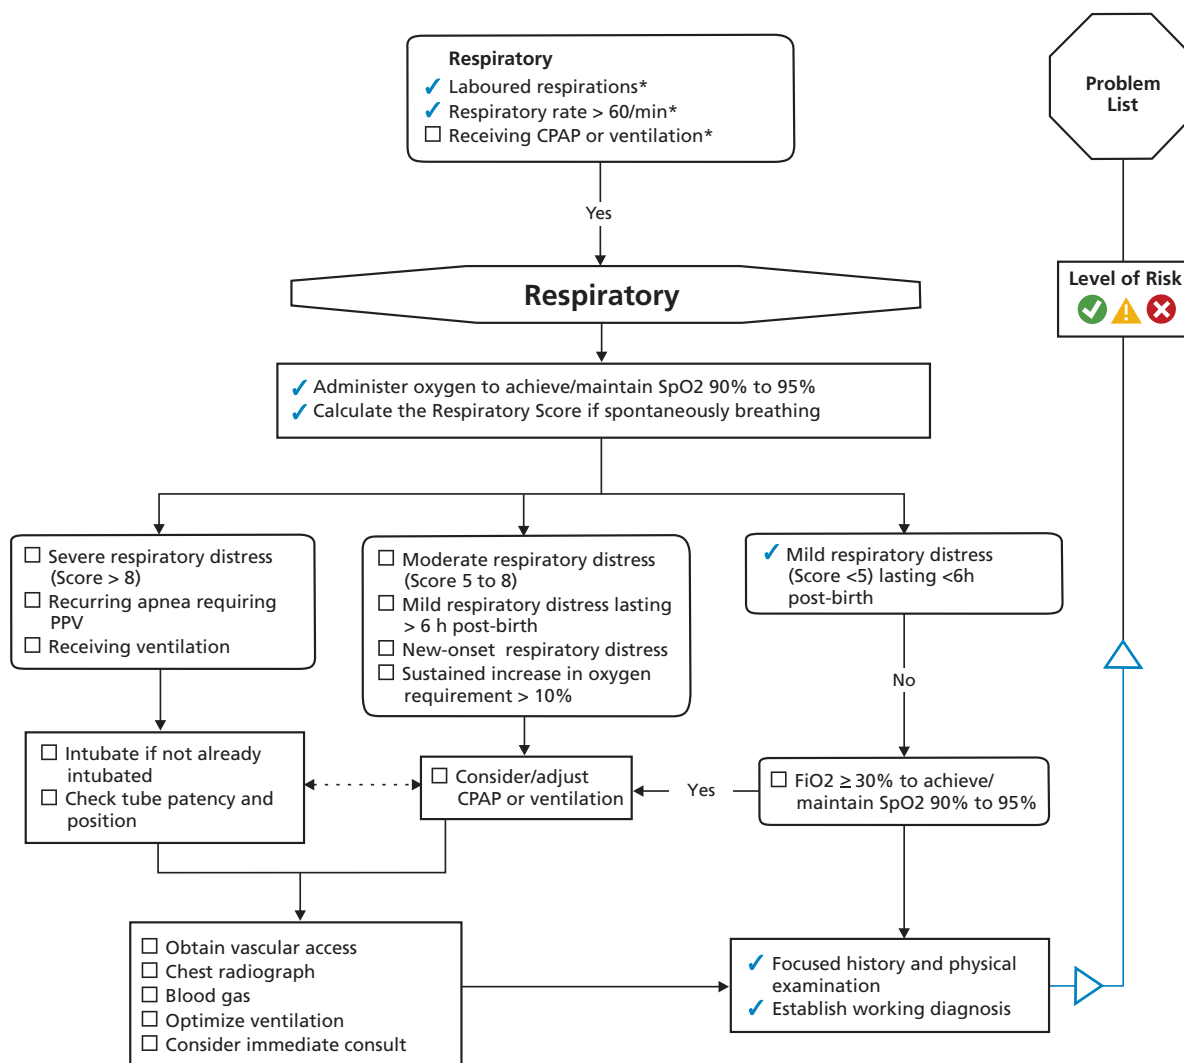 Respiratory
Laboured respirations*
Respiratory rate > 60/min*
Receiving CPAP or ventilation*
Problem
List
Yes
Level of Risk
Respiratory
Administer oxygen to achieve/maintain SpO2 90% to 95%
Calculate the Respiratory Score if spontaneously breathing
Severe respiratory distress
(Score > 8)
Recurring apnea requiring
PPV
Receiving ventilation
Moderate respiratory distress
(Score 5 to 8)
Mild respiratory distress lasting
> 6 h post-birth
New-onset respiratory distress
Sustained increase in oxygen
requirement > 10%
Mild respiratory distress
(Score <5) lasting <6h
post-birth
No
Intubate if not already
intubated
Check tube patency and
position
Consider/adjust
CPAP or ventilation
Yes
FiO2 ≥ 30% to achieve/
maintain SpO2 90% to 95%
Obtain vascular access
Chest radiograph
Blood gas
Optimize ventilation
Consider immediate consult
Focused history and physical
examination
Establish working diagnosis